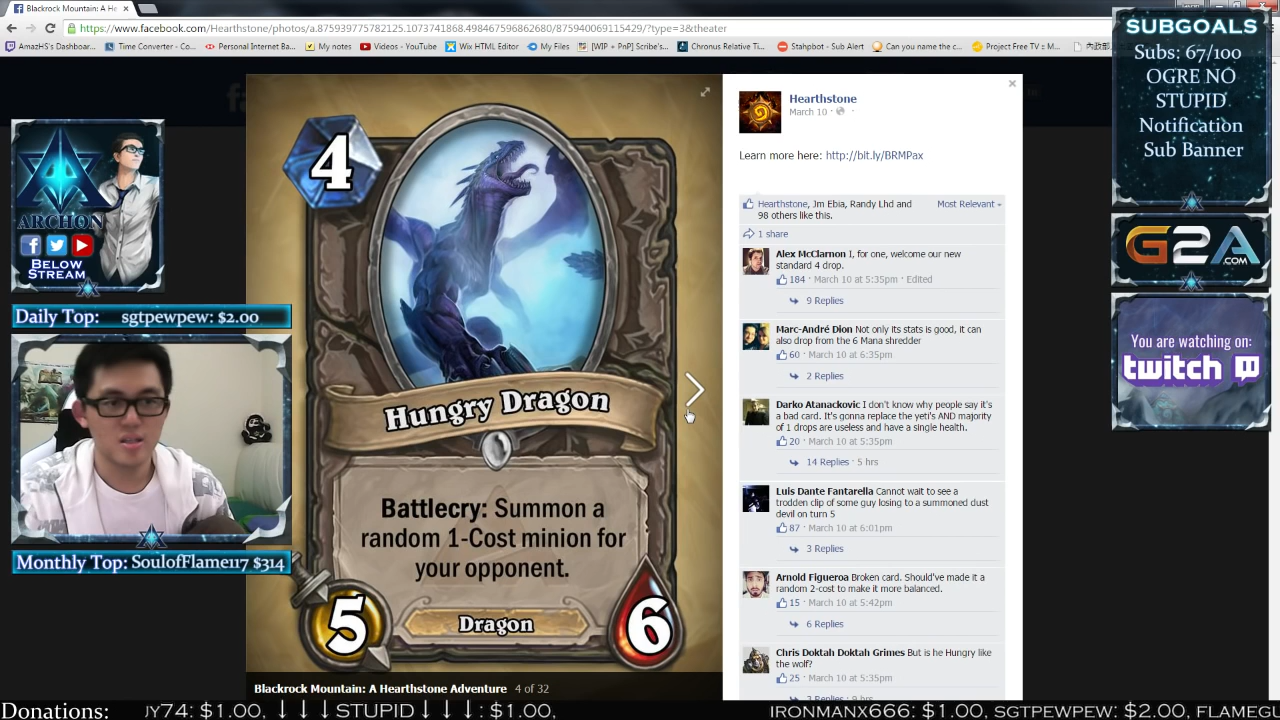 Blackrock Mountain: A He
https://www.facebook.com/Hearthstone/photos/a.875939775782125.1073741868.498467596862680/875940069115429/?type=3&theater
AmazHS's Dashboard...
Time Converter - Co...
Personal Internet Ba...
My notes
Videos - YouTube
Wix HTML Editor
My Files
[WIP + PnP] Scribe's...
Chronus Relative Ti...
Stahpbot - Sub Alert
Can you name the c...
Project Free TV = M...
SUBGOALS
Subs: 67/100
OGRE NO
STUPID
Notification
Sub Banner
ARCHON
BELOW
STREAM
Daily Top: sgtpewpew: $2.00
Monthly Top: SoulofFlame117 $314
4
Hungry Dragon
Battlecry: Summon a
random 1-Cost minion for
your opponent.
5
Dragon
6
Blackrock Mountain: A Hearthstone Adventure 4 of 32
Hearthstone
March 10 ·
Learn more here: http://bit.ly/BRMPax
Hearthstone, Jm Ebia, Randy Lhd and
98 others like this.
Most Relevant
1 share
Alex McClarnon I, for one, welcome our new
standard 4 drop.
184 · March 10 at 5:35pm · Edited
9 Replies
Marc-André Dion Not only its stats is good, it can
also drop from the 6 Mana shredder
60 · March 10 at 6:35pm
2 Replies
Darko Atanackovic I don't know why people say it's
a bad card. It's gonna replace the yeti's AND majority
of 1 drops are useless and have a single health.
20 · March 10 at 5:35pm
14 Replies · 5 hrs
Luis Dante Fantarella Cannot wait to see a
trodden clip of some guy losing to a summoned dust
devil on turn 5
87 · March 10 at 6:01pm
3 Replies
Arnold Figueroa Broken card. Should've made it a
random 2-cost to make it more balanced.
15 · March 10 at 5:42pm
6 Replies
Chris Doktah Doktah Grimes But is he Hungry like
the wolf?
25 · March 10 at 5:35pm
G2A
.COM
You are watching on:
twitch
Donations: JY74: $1.00, ↓ ↓ ↓ STUPID ↓ ↓ ↓: $1.00, IRONMANX666: $1.00, SGTPEWPEW: $2.00, FLAMEGU